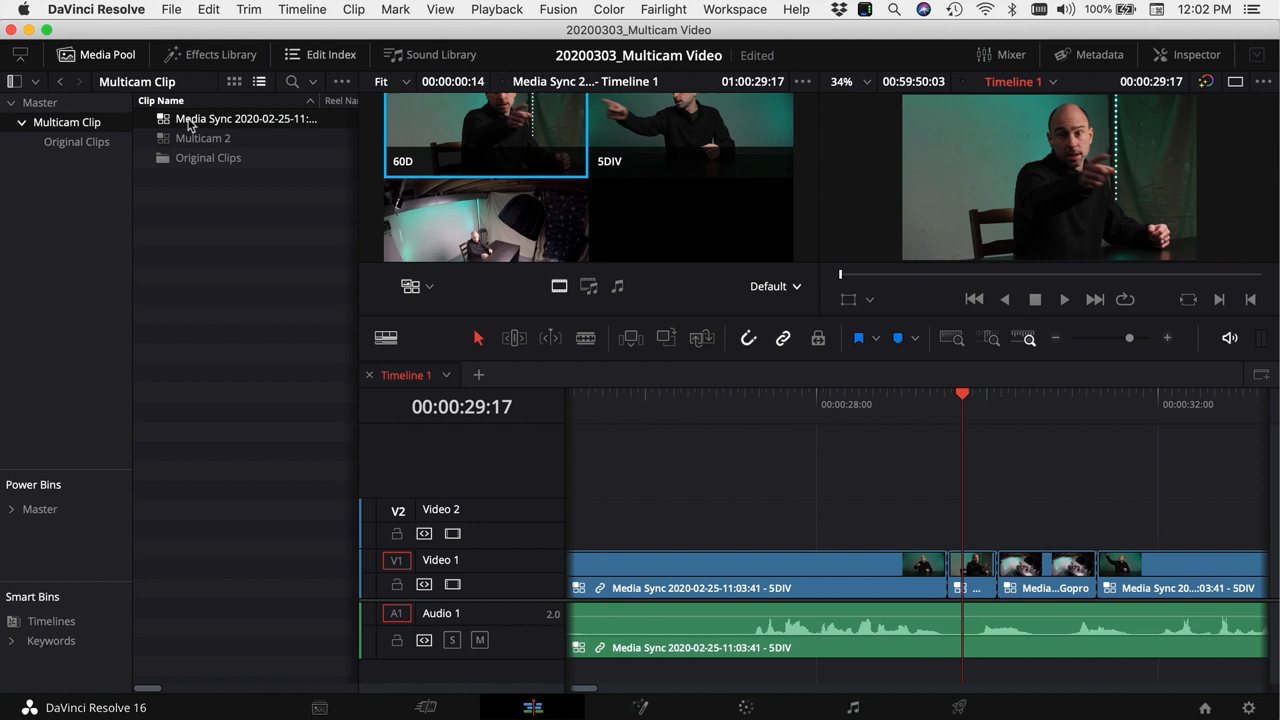 DaVinci Resolve File Edit Trim Timeline Clip Mark View Playback Fusion Color Fairlight Workspace Help 100% 12:02 PM
20200303_Multicam Video
Media Pool Effects Library Edit Index Sound Library 20200303_Multicam Video Edited Mixer Metadata Inspector
Multicam Clip Fit 00:00:00:14 Media Sync 2...- Timeline 1 01:00:29:17 34% 00:59:50:03 Timeline 1 00:00:29:17
Master
Multicam Clip
Original Clips
Clip Name Reel Na
Media Sync 2020-02-25-11:...
Multicam 2
Original Clips
60D 5DIV
Default
Timeline 1
00:00:29:17
00:00:28:00 00:00:32:00
Power Bins
Master
Smart Bins
Timelines
Keywords
V2 Video 2
V1 Video 1
Media Sync 2020-02-25-11:03:41 - 5DIV ... Media...Gopro Media Sync 20...:03:41 - 5DIV
A1 Audio 1 2.0
S M
Media Sync 2020-02-25-11:03:41 - 5DIV
DaVinci Resolve 16